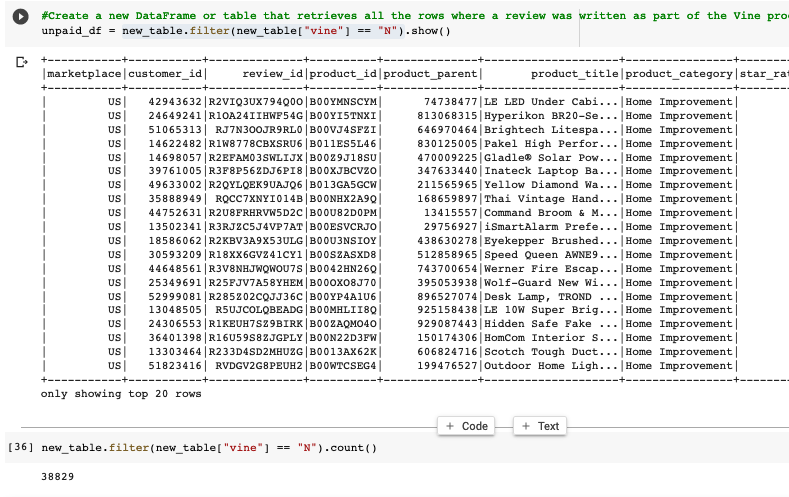 #Create a new DataFrame or table that retrieves all the rows where a review was written as part of the Vine pro
unpaid_df = new_table.filter(new_table["vine"] == "N").show()
+-----------+-----------+--------------+----------+--------------+--------------------+----------------+--------
|marketplace|customer_id|     review_id|product_id|product_parent|       product_title|product_category|star_rat
+-----------+-----------+--------------+----------+--------------+--------------------+----------------+--------
|         US|   42943632|R2VIQ3UX794Q0O|B00YMNSCYM|      74738477|LE LED Under Cabi...|Home Improvement|
|         US|   24649241|R1OA24IIHWF54G|B00YI5TNXI|     813068315|Hyperikon BR20-Se...|Home Improvement|
|         US|   51065313| RJ7N3OOJR9RL0|B00VJ4SFZI|     646970464|Brightech Litespa...|Home Improvement|
|         US|   14622482|R1W8778CBXSRU6|B011ES5L46|     830125005|Pakel High Perfor...|Home Improvement|
|         US|   14698057|R2EFAM03SWLIJX|B00Z9J18SU|     470009225|Gladle® Solar Pow...|Home Improvement|
|         US|   39761005|R3F8P56ZDJ6PI8|B00XJBCVZO|     347633440|Inateck Laptop Ba...|Home Improvement|
|         US|   49633002|R2QYLQEK9UAJQ6|B013GA5GCW|     211565965|Yellow Diamond Wa...|Home Improvement|
|         US|   35888949| RQCC7XNYI014B|B00NHX2A9Q|     168659897|Thai Vintage Hand...|Home Improvement|
|         US|   44752631|R2U8FRHRVW5D2C|B00U82D0PM|      13415557|Command Broom & M...|Home Improvement|
|         US|   13502341|R3RJZC5J4VP7AT|B00ESVCRJO|      29756927|iSmartAlarm Prefe...|Home Improvement|
|         US|   18586062|R2KBV3A9X53ULG|B00U3NSIOY|     438630278|Eyekepper Brushed...|Home Improvement|
|         US|   30593209|R18XX6GVZ41CY1|B00SZASXD8|     512858965|Speed Queen AWNE9...|Home Improvement|
|         US|   44648561|R3V8NHJWQWOU7S|B0042HN26Q|     743700654|Werner Fire Escap...|Home Improvement|
|         US|   25349691|R25FJV7A58YHEM|B00OXO8J70|     395053938|Wolf-Guard New Wi...|Home Improvement|
|         US|   52999081|R285Z02CQJJ36C|B00YP4A1U6|     896527074|Desk Lamp, TROND ...|Home Improvement|
|         US|   13048505| R5UJCOLQBEADG|B00MHLII8Q|     925158438|LE 10W Super Brig...|Home Improvement|
|         US|   24306553|R1KEUH7SZ9BIRK|B00ZAQMO4O|     929087443|Hidden Safe Fake ...|Home Improvement|
|         US|   36401398|R16U59S8ZJGPLY|B00N22D3FW|     150174306|HomCom Interior S...|Home Improvement|
|         US|   13303464|R233D4SD2MHUZG|B0013AX62K|     606824716|Scotch Tough Duct...|Home Improvement|
|         US|   51823416| RVDGV2G8PEUH2|B00WTCSEG4|     199476527|Outdoor Home Ligh...|Home Improvement|
+-----------+-----------+--------------+----------+--------------+--------------------+----------------+--------
only showing top 20 rows
+ Code + Text
[36] new_table.filter(new_table["vine"] == "N").count()
38829